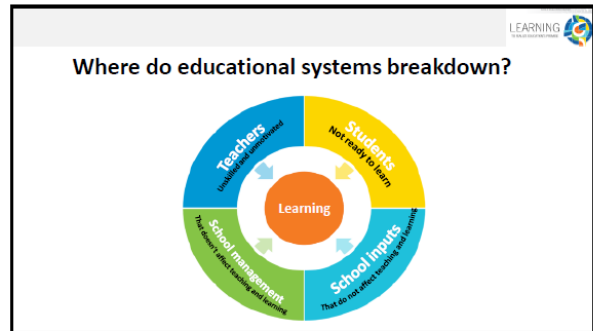 LEARNING
Where do educational systems breakdown?
Teachers
Unskilled and unmotivated
Students
Not ready to learn
Learning
School management
That doesn't affect teaching and learning
School inputs
That do not affect teaching and learning